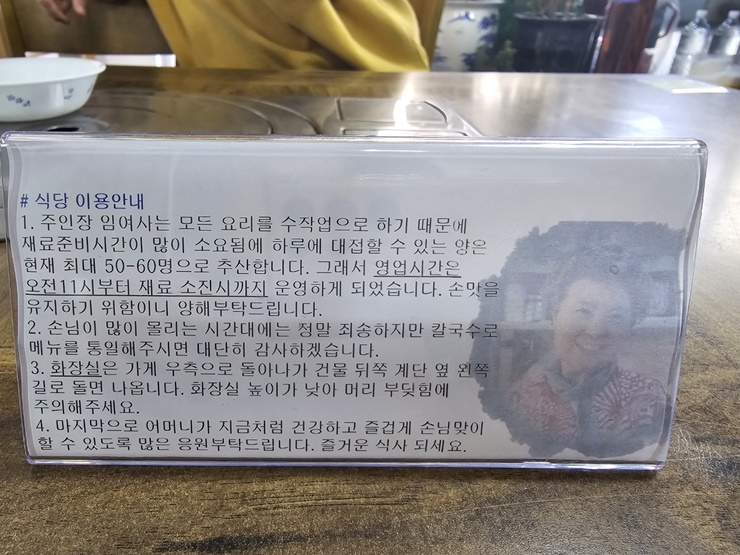 # 식당 이용안내
1. 주인장 임여사는 모든 요리를 수작업으로 하기 때문에
재료준비시간이 많이 소요됨에 하루에 대접할 수 있는 양은
현재 최대 50-60명으로 추산합니다. 그래서 영업시간은
오전11시부터 재료 소진시까지 운영하게 되었습니다. 손맛을
유지하기 위함이니 양해부탁드립니다.
2. 손님이 많이 몰리는 시간대에는 정말 죄송하지만 칼국수로
메뉴를 통일해주시면 대단히 감사하겠습니다.
3. 화장실은 가게 우측으로 돌아나가 건물 뒤쪽 계단 옆 왼쪽
길로 돌면 나옵니다. 화장실 높이가 낮아 머리 부딪힘에
주의해주세요.
4. 마지막으로 어머니가 지금처럼 건강하고 즐겁게 손님맞이
할 수 있도록 많은 응원부탁드립니다. 즐거운 식사 되세요.